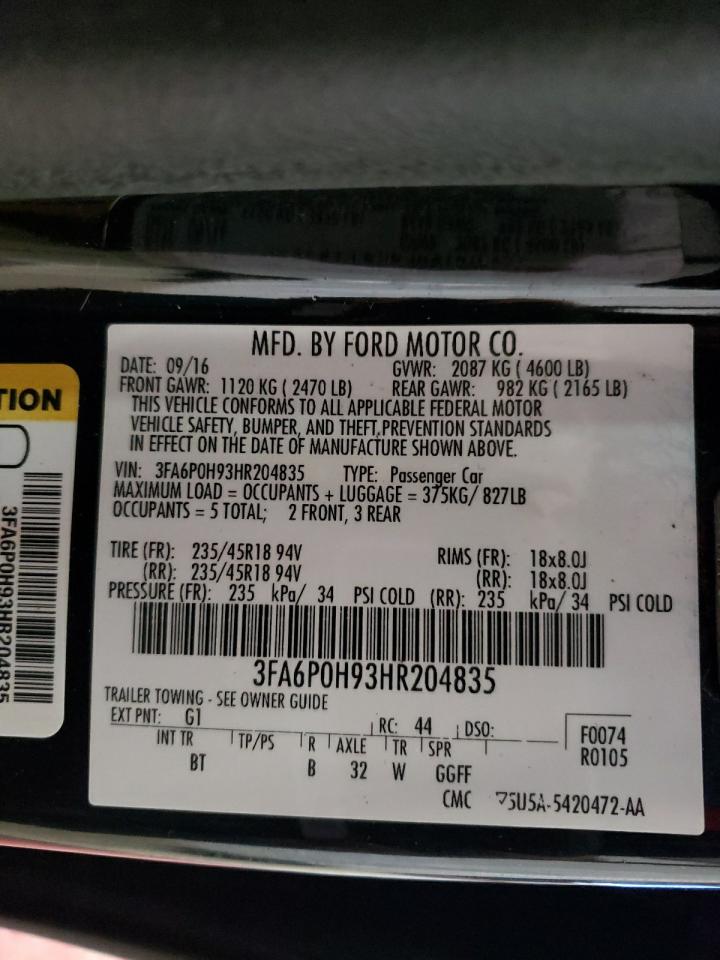 MFD. BY FORD MOTOR CO.
DATE: 09/16 GVWR: 2087 KG ( 4600 LB)
FRONT GAWR: 1120 KG ( 2470 LB) REAR GAWR: 982 KG ( 2165 LB)
THIS VEHICLE CONFORMS TO ALL APPLICABLE FEDERAL MOTOR
VEHICLE SAFETY, BUMPER, AND THEFT PREVENTION STANDARDS
IN EFFECT ON THE DATE OF MANUFACTURE SHOWN ABOVE.
VIN: 3FA6P0H93HR204835 TYPE: Passenger Car
MAXIMUM LOAD = OCCUPANTS + LUGGAGE = 375KG/ 827LB
OCCUPANTS = 5 TOTAL; 2 FRONT, 3 REAR
TIRE (FR): 235/45R18 94V RIMS (FR): 18x8.0J
(RR): 235/45R18 94V (RR): 18x8.0J
PRESSURE (FR): 235 kPa/ 34 PSI COLD (RR): 235 kPa/ 34 PSI COLD
3FA6P0H93HR204835
TRAILER TOWING - SEE OWNER GUIDE
EXT PNT: G1 RC: 44 DSO: F0074
INT TR TP/PS R AXLE TR SPR R0105
BT B 32 W GGFF
CMC 5U5A-5420472-AA
TION
3FA6P0H93HR204835